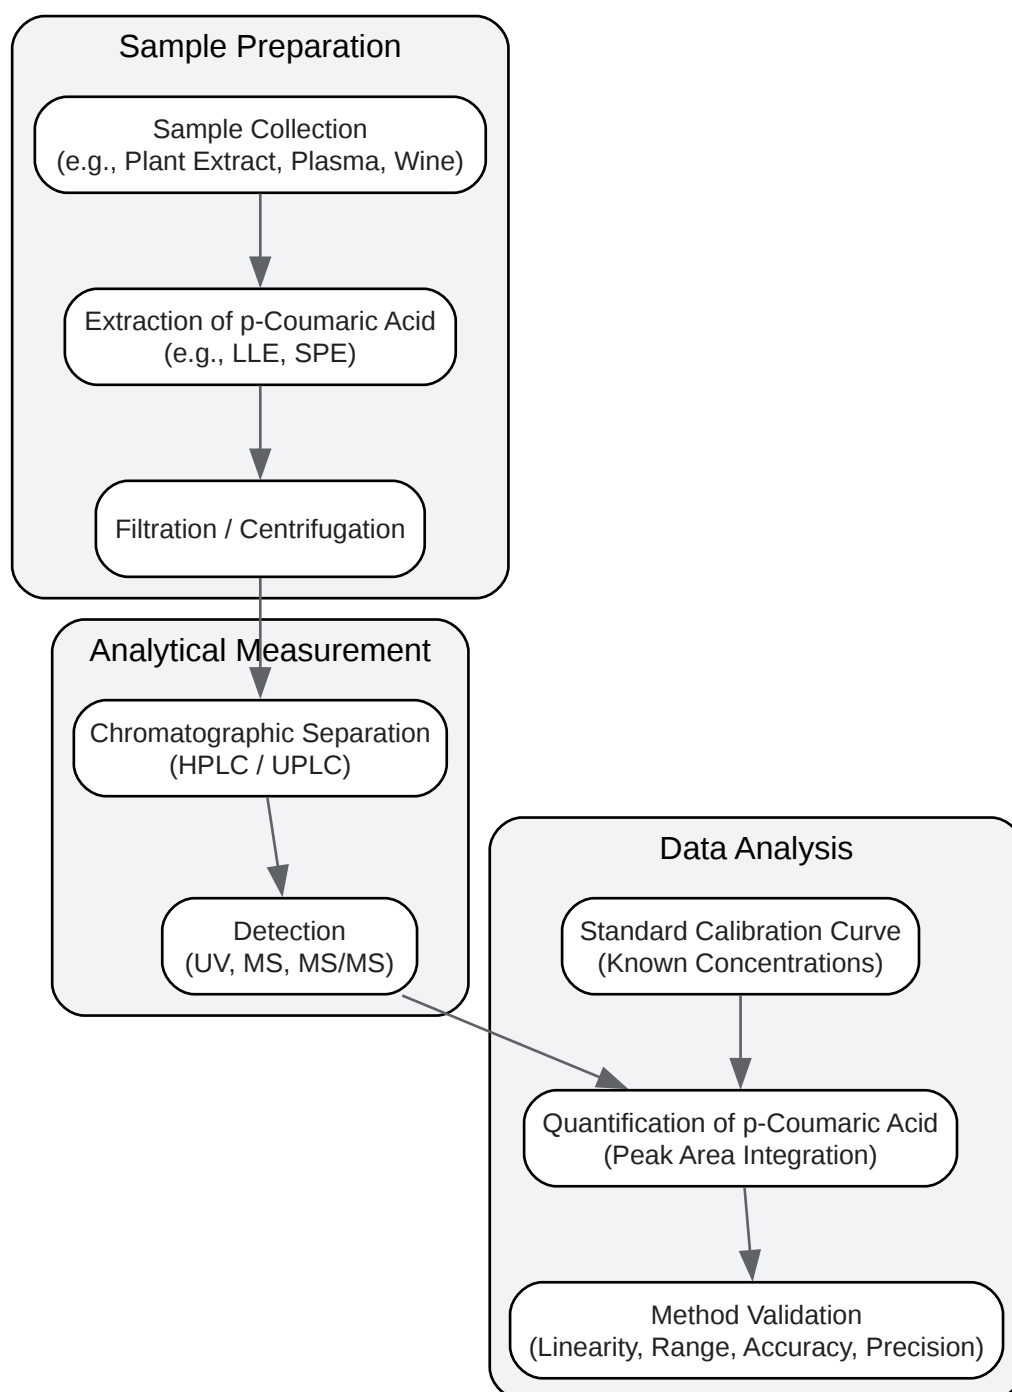 Sample Preparation
Sample Collection
(e.g., Plant Extract, Plasma, Wine)
Extraction of p-Coumaric Acid
(e.g., LLE, SPE)
Filtration / Centrifugation
Analytical Measurement
Chromatographic Separation
(HPLC / UPLC)
Detection
(UV, MS, MS/MS)
Data Analysis
Standard Calibration Curve
(Known Concentrations)
Quantification of p-Coumaric Acid
(Peak Area Integration)
Method Validation
(Linearity, Range, Accuracy, Precision)